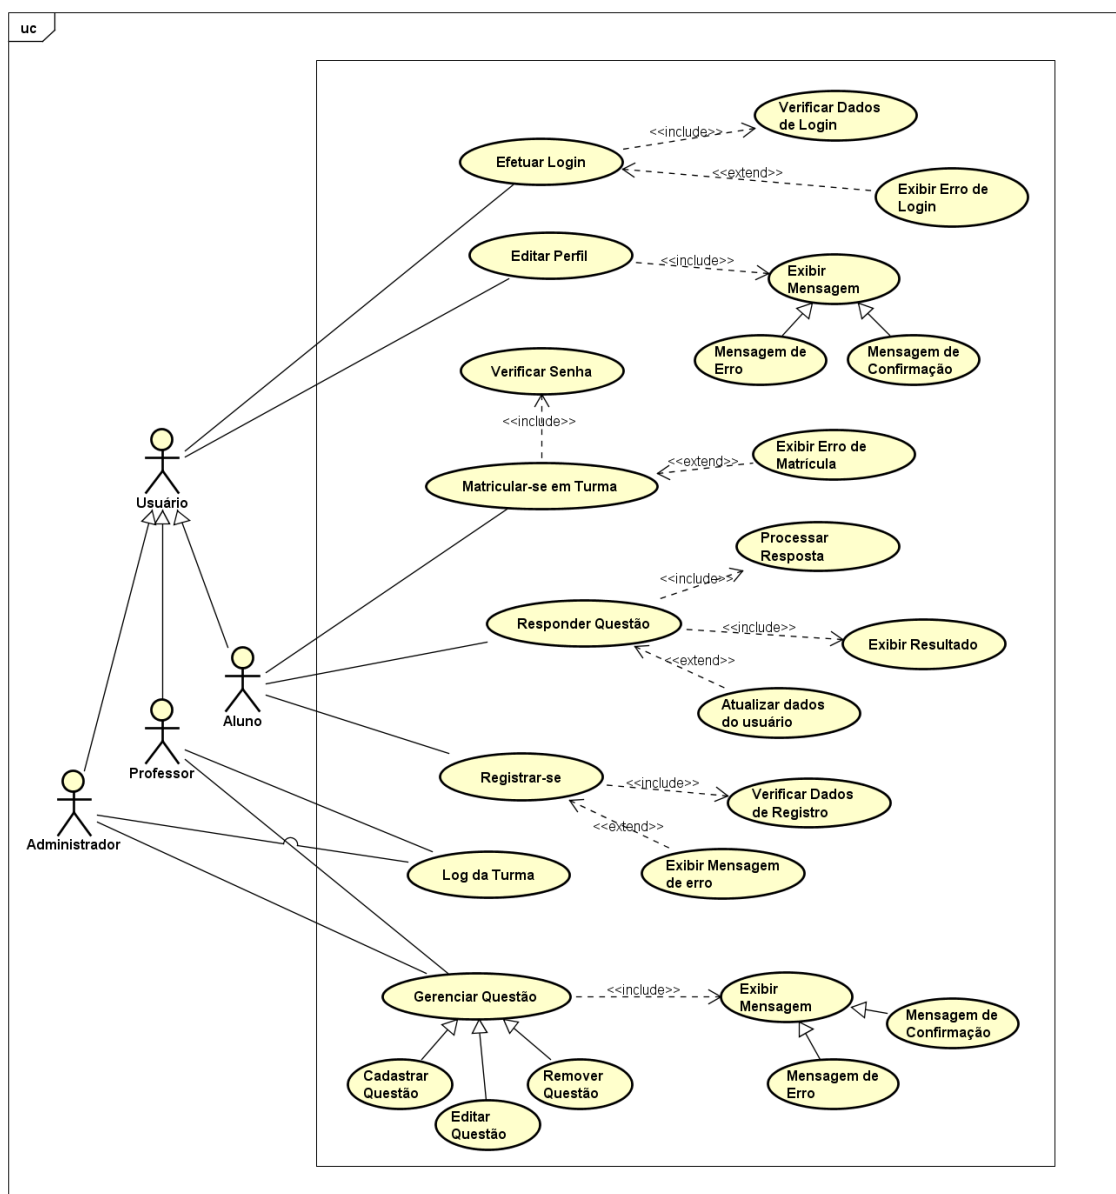 uc
Verificar Dados
de Login
<<include>>
Efetuar Login
<<extend>>
Exibir Erro de
Login
Editar Perfil
<<include>>
Exibir
Mensagem
Mensagem de
Erro
Mensagem de
Confirmação
Verificar Senha
<<include>>
Exibir Erro de
Matrícula
<<extend>>
Matricular-se em Turma
Usuário
Processar
Resposta
<<include>>
Responder Questão
<<include>>
Exibir Resultado
<<extend>>
Atualizar dados
do usuário
Aluno
Professor
Registrar-se
<<include>>
Verificar Dados
de Registro
<<extend>>
Administrador
Exibir Mensagem
de erro
Log da Turma
Gerenciar Questão
<<include>>
Exibir
Mensagem
Mensagem de
Confirmação
Cadastrar
Questão
Remover
Questão
Mensagem de
Erro
Editar
Questão